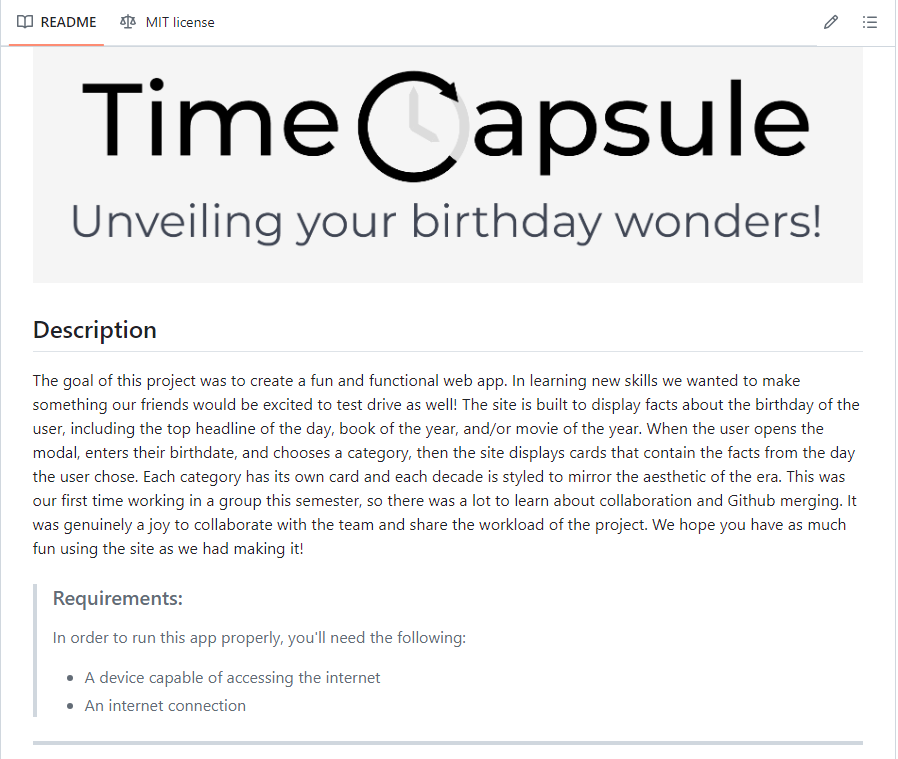 README
MIT license
Time Capsule
Unveiling your birthday wonders!
Description
The goal of this project was to create a fun and functional web app. In learning new skills we wanted to make
something our friends would be excited to test drive as well! The site is built to display facts about the birthday of the
user, including the top headline of the day, book of the year, and/or movie of the year. When the user opens the
modal, enters their birthdate, and chooses a category, then the site displays cards that contain the facts from the day
the user chose. Each category has its own card and each decade is styled to mirror the aesthetic of the era. This was
our first time working in a group this semester, so there was a lot to learn about collaboration and Github merging. It
was genuinely a joy to collaborate with the team and share the workload of the project. We hope you have as much
fun using the site as we had making it!
Requirements:
In order to run this app properly, you'll need the following:
• A device capable of accessing the internet
• An internet connection